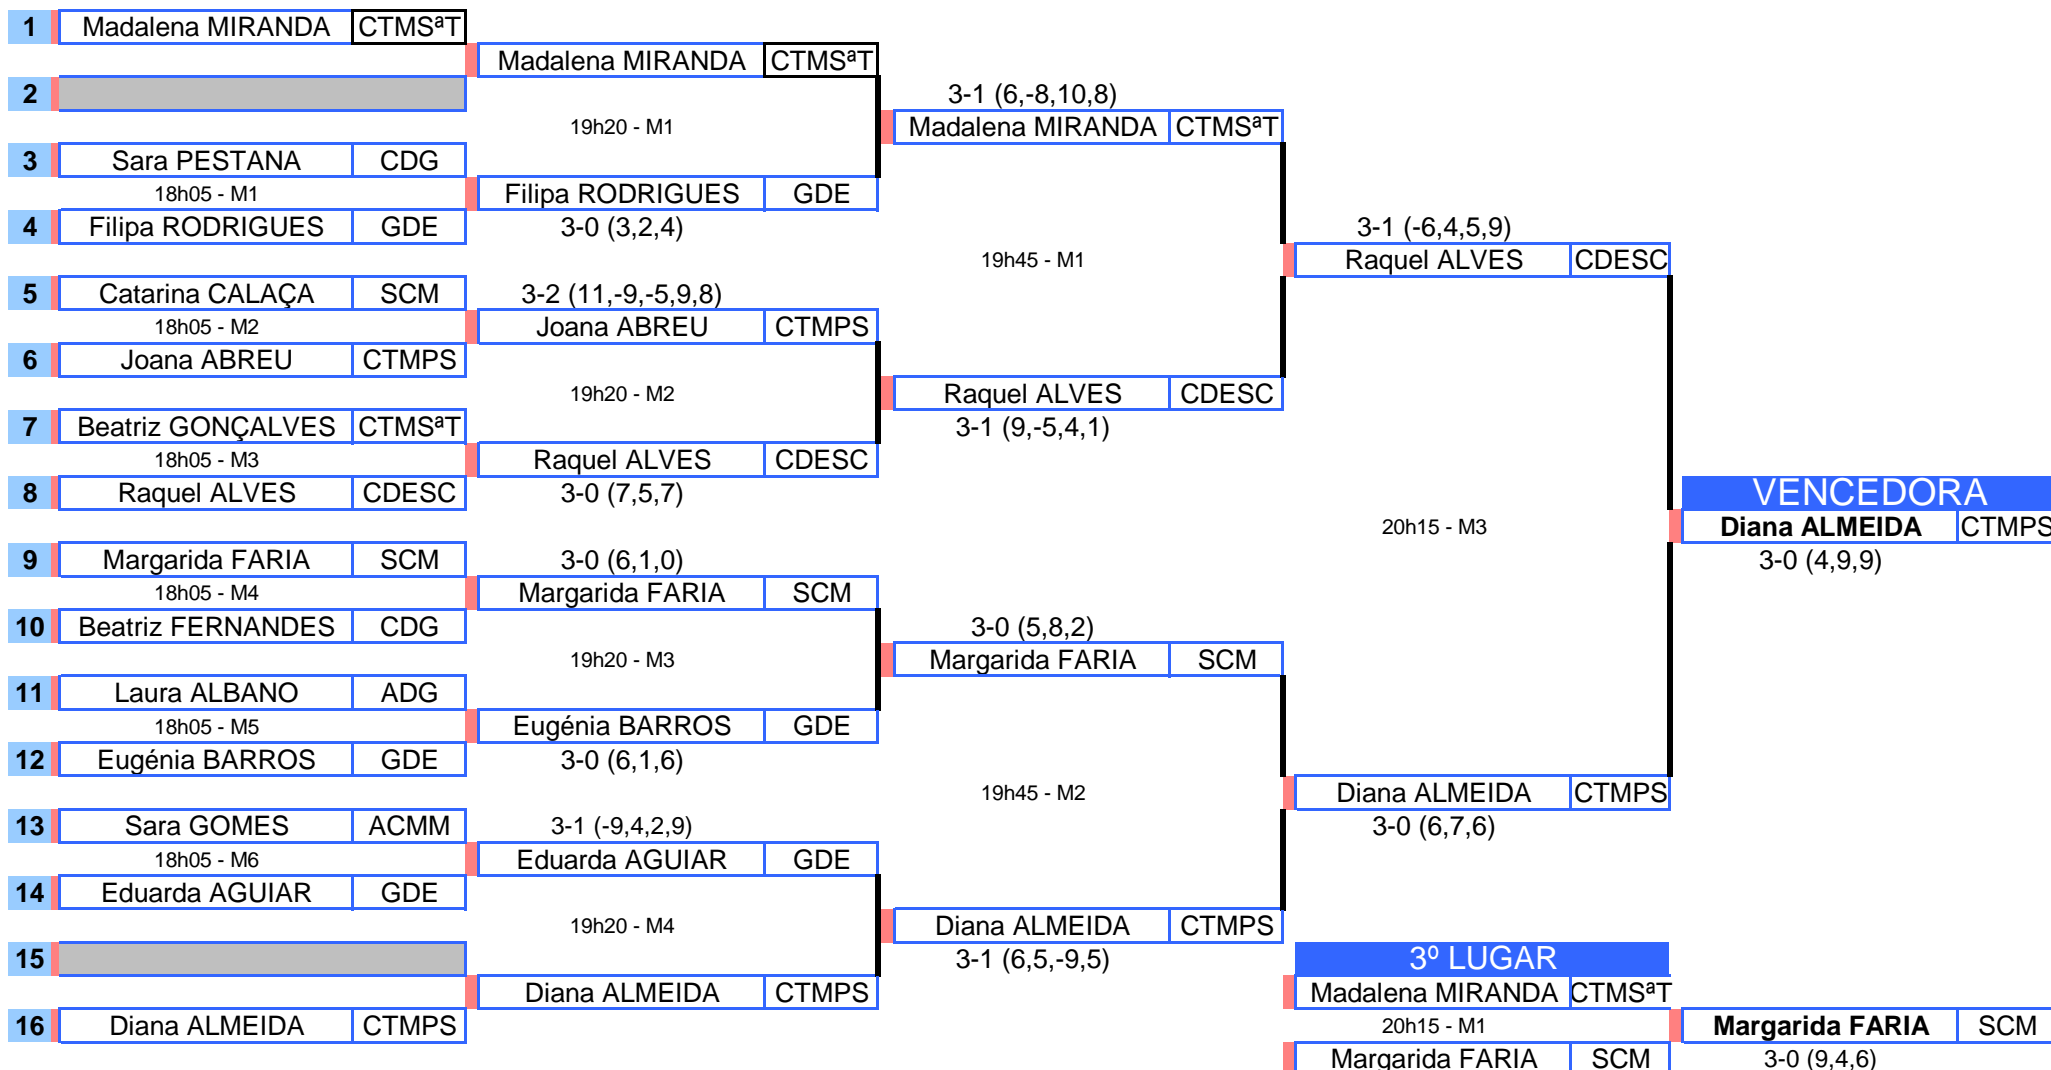 1 Madalena MIRANDA CTMSªT
Madalena MIRANDA CTMSªT
2 3-1 (6,-8,10,8)
19h20 - M1 Madalena MIRANDA CTMSªT
3 Sara PESTANA CDG
18h05 - M1 Filipa RODRIGUES GDE
4 Filipa RODRIGUES GDE 3-0 (3,2,4) 3-1 (-6,4,5,9)
19h45 - M1 Raquel ALVES CDESC
5 Catarina CALAÇA SCM 3-2 (11,-9,-5,9,8)
18h05 - M2 Joana ABREU CTMPS
6 Joana ABREU CTMPS
19h20 - M2 Raquel ALVES CDESC
7 Beatriz GONÇALVES CTMSªT 3-1 (9,-5,4,1)
18h05 - M3 Raquel ALVES CDESC
8 Raquel ALVES CDESC 3-0 (7,5,7) VENCEDORA
20h15 - M3 Diana ALMEIDA CTMPS
9 Margarida FARIA SCM 3-0 (6,1,0) 3-0 (4,9,9)
18h05 - M4 Margarida FARIA SCM
10 Beatriz FERNANDES CDG 3-0 (5,8,2)
19h20 - M3 Margarida FARIA SCM
11 Laura ALBANO ADG
18h05 - M5 Eugénia BARROS GDE
12 Eugénia BARROS GDE 3-0 (6,1,6)
19h45 - M2 Diana ALMEIDA CTMPS
13 Sara GOMES ACMM 3-1 (-9,4,2,9) 3-0 (6,7,6)
18h05 - M6 Eduarda AGUIAR GDE
14 Eduarda AGUIAR GDE
19h20 - M4 Diana ALMEIDA CTMPS
15 3-1 (6,5,-9,5) 3º LUGAR
Diana ALMEIDA CTMPS Madalena MIRANDA CTMSªT
16 Diana ALMEIDA CTMPS 20h15 - M1 Margarida FARIA SCM
Margarida FARIA SCM 3-0 (9,4,6)